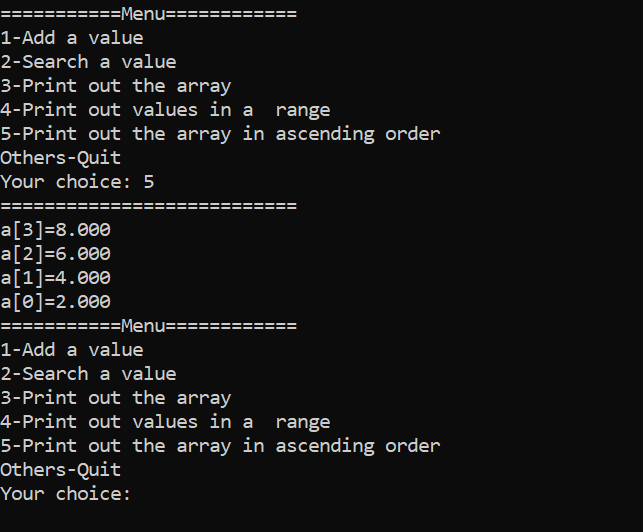 ===========Menu============
1-Add a value
2-Search a value
3-Print out the array
4-Print out values in a  range
5-Print out the array in ascending order
Others-Quit
Your choice: 5
===========================
a[3]=8.000
a[2]=6.000
a[1]=4.000
a[0]=2.000
===========Menu============
1-Add a value
2-Search a value
3-Print out the array
4-Print out values in a  range
5-Print out the array in ascending order
Others-Quit
Your choice: